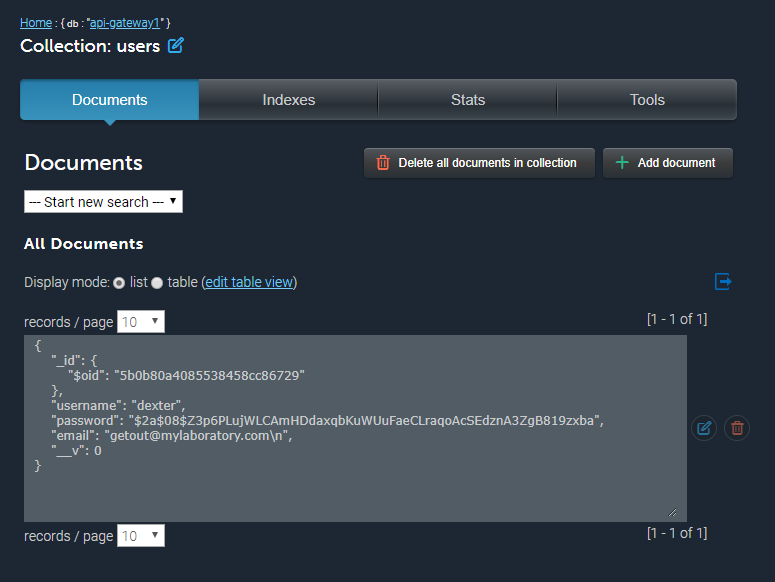 Home : { db : "api-gateway1" }
Collection: users
Documents
Indexes
Stats
Tools
Documents
Delete all documents in collection
Add document
--- Start new search ---
All Documents
Display mode: list table (edit table view)
records / page 10
[1 - 1 of 1]
{
"_id": {
"$oid": "5b0b80a4085538458cc86729"
},
"username": "dexter",
"password": "$2a$08$Z3p6PLujWLCAmHDdaxqbKuWUuFaeCLraqoAcSEdznA3ZgB819zxba",
"email": "getout@mylaboratory.com\n",
"__v": 0
}
records / page 10
[1 - 1 of 1]